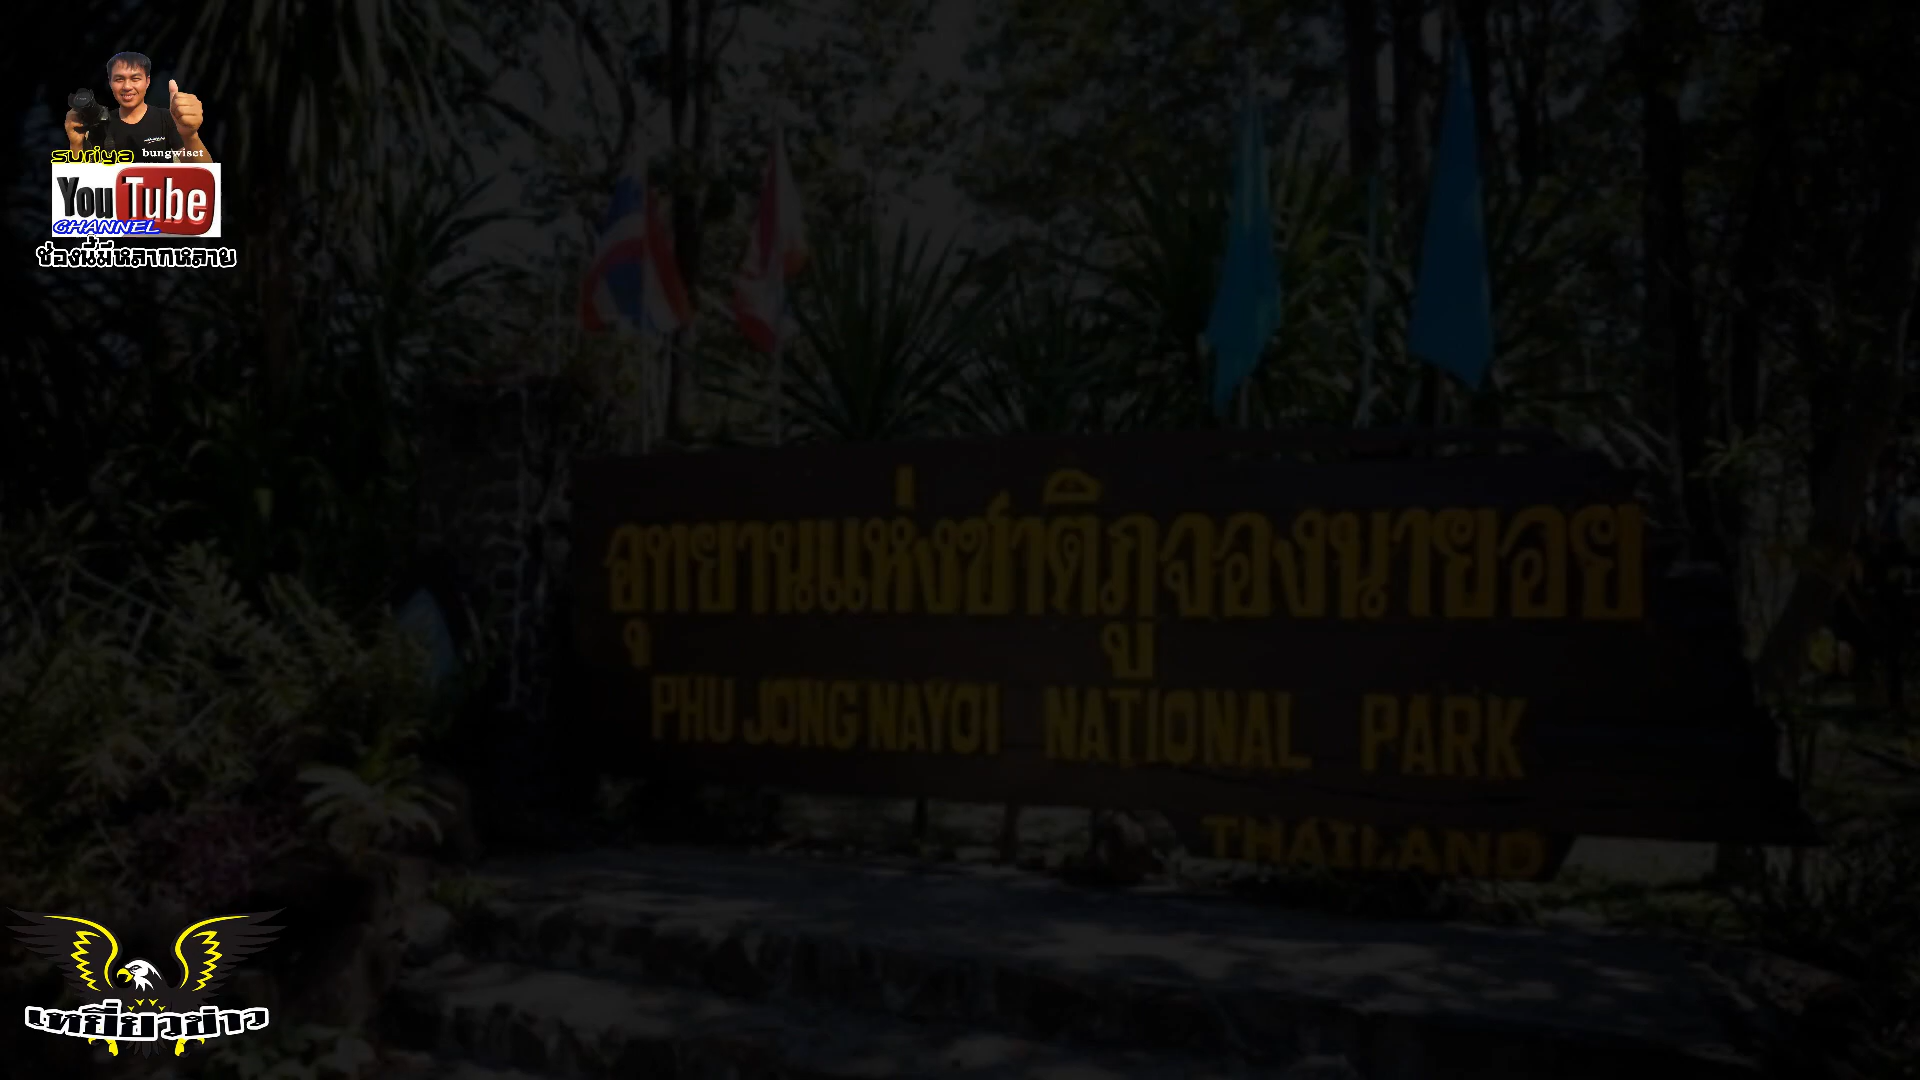 suriya bungwiset
YouTube
CHANNEL
ช่องนี้มีหลากหลาย
อุทยานแห่งชาติภูจองนายอย
PHU JONG NAYOI NATIONAL PARK
THAILAND
เหยี่ยวข่าว